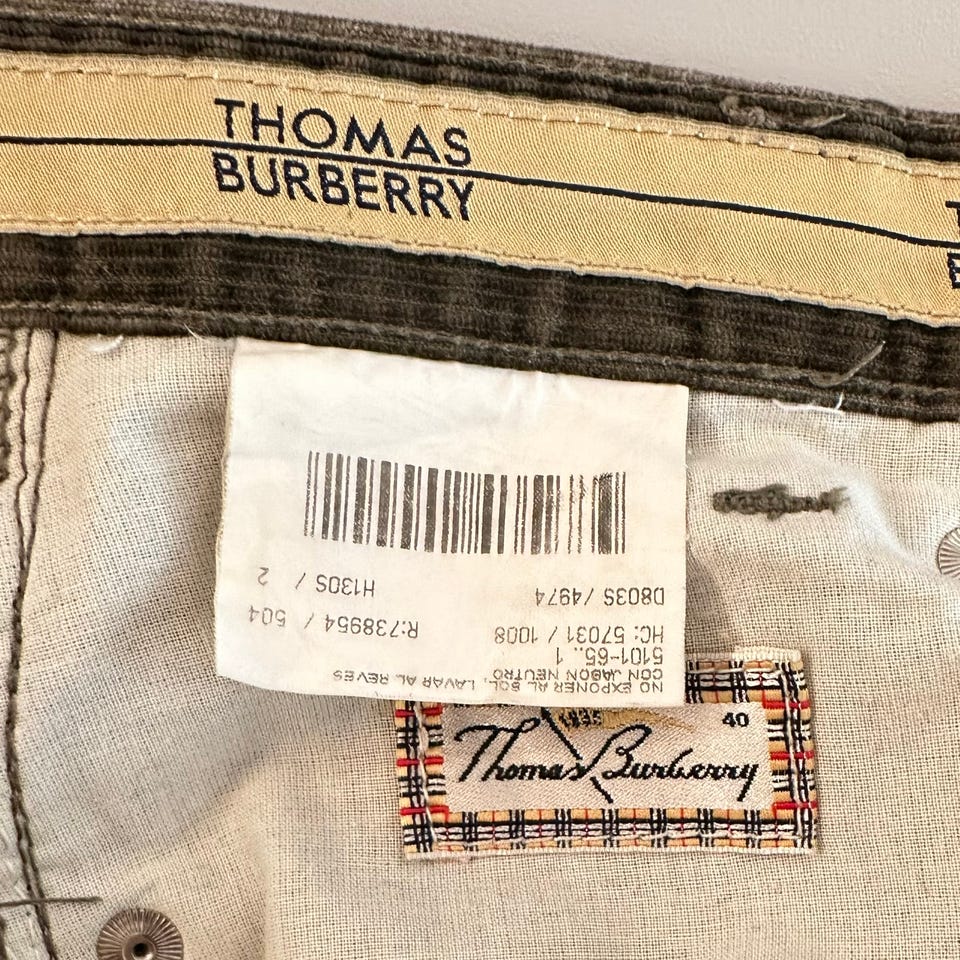 THOMAS
BURBERRY
NO EXPONER AL SOL, LAVAR AL REVES
CON JABON NEUTRO
5101-65.. 1
HC: 57031 / 1008 R:738954 / 504
D803S /4974 H130S / 2
40
Thomas Burberry